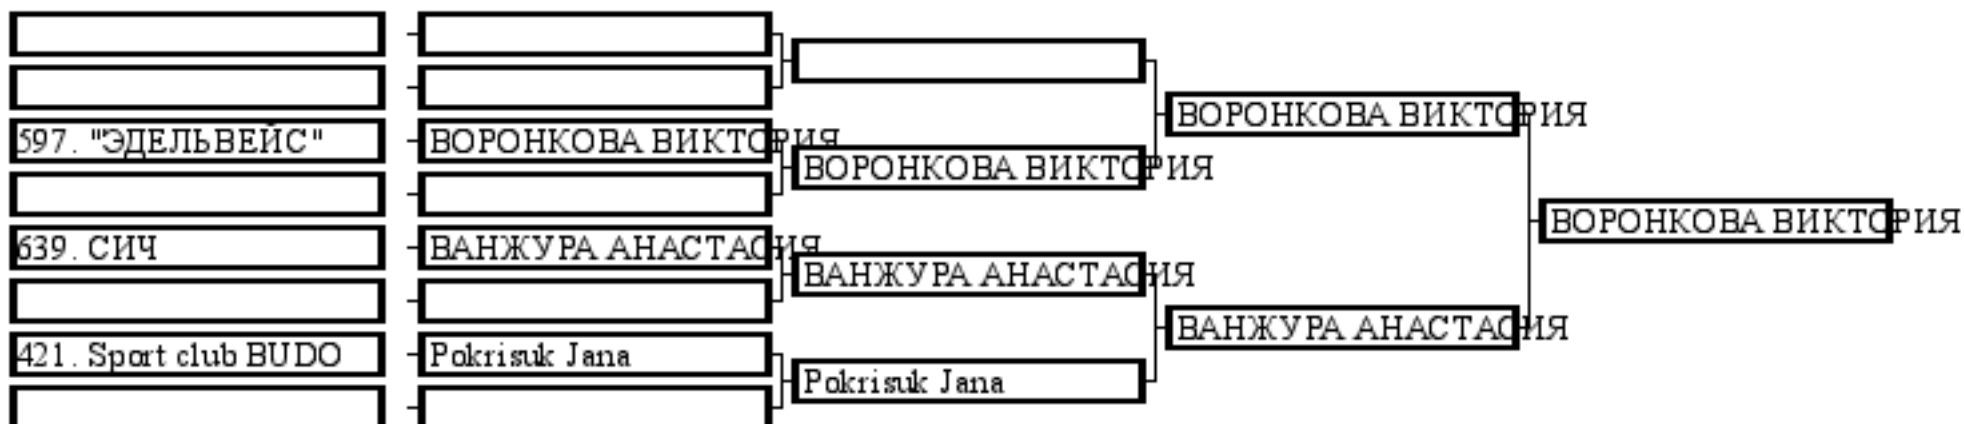 597. "ЭДЕЛЬВЕЙС"
ВОРОНКОВА ВИКТОРИЯ
639. СИЧ
ВАНЖУРА АНАСТАСИЯ
421. Sport club BUDO
Pokrisuk Jana
ВОРОНКОВА ВИКТОРИЯ
ВАНЖУРА АНАСТАСИЯ
Pokrisuk Jana
ВОРОНКОВА ВИКТОРИЯ
ВАНЖУРА АНАСТАСИЯ
ВОРОНКОВА ВИКТОРИЯ